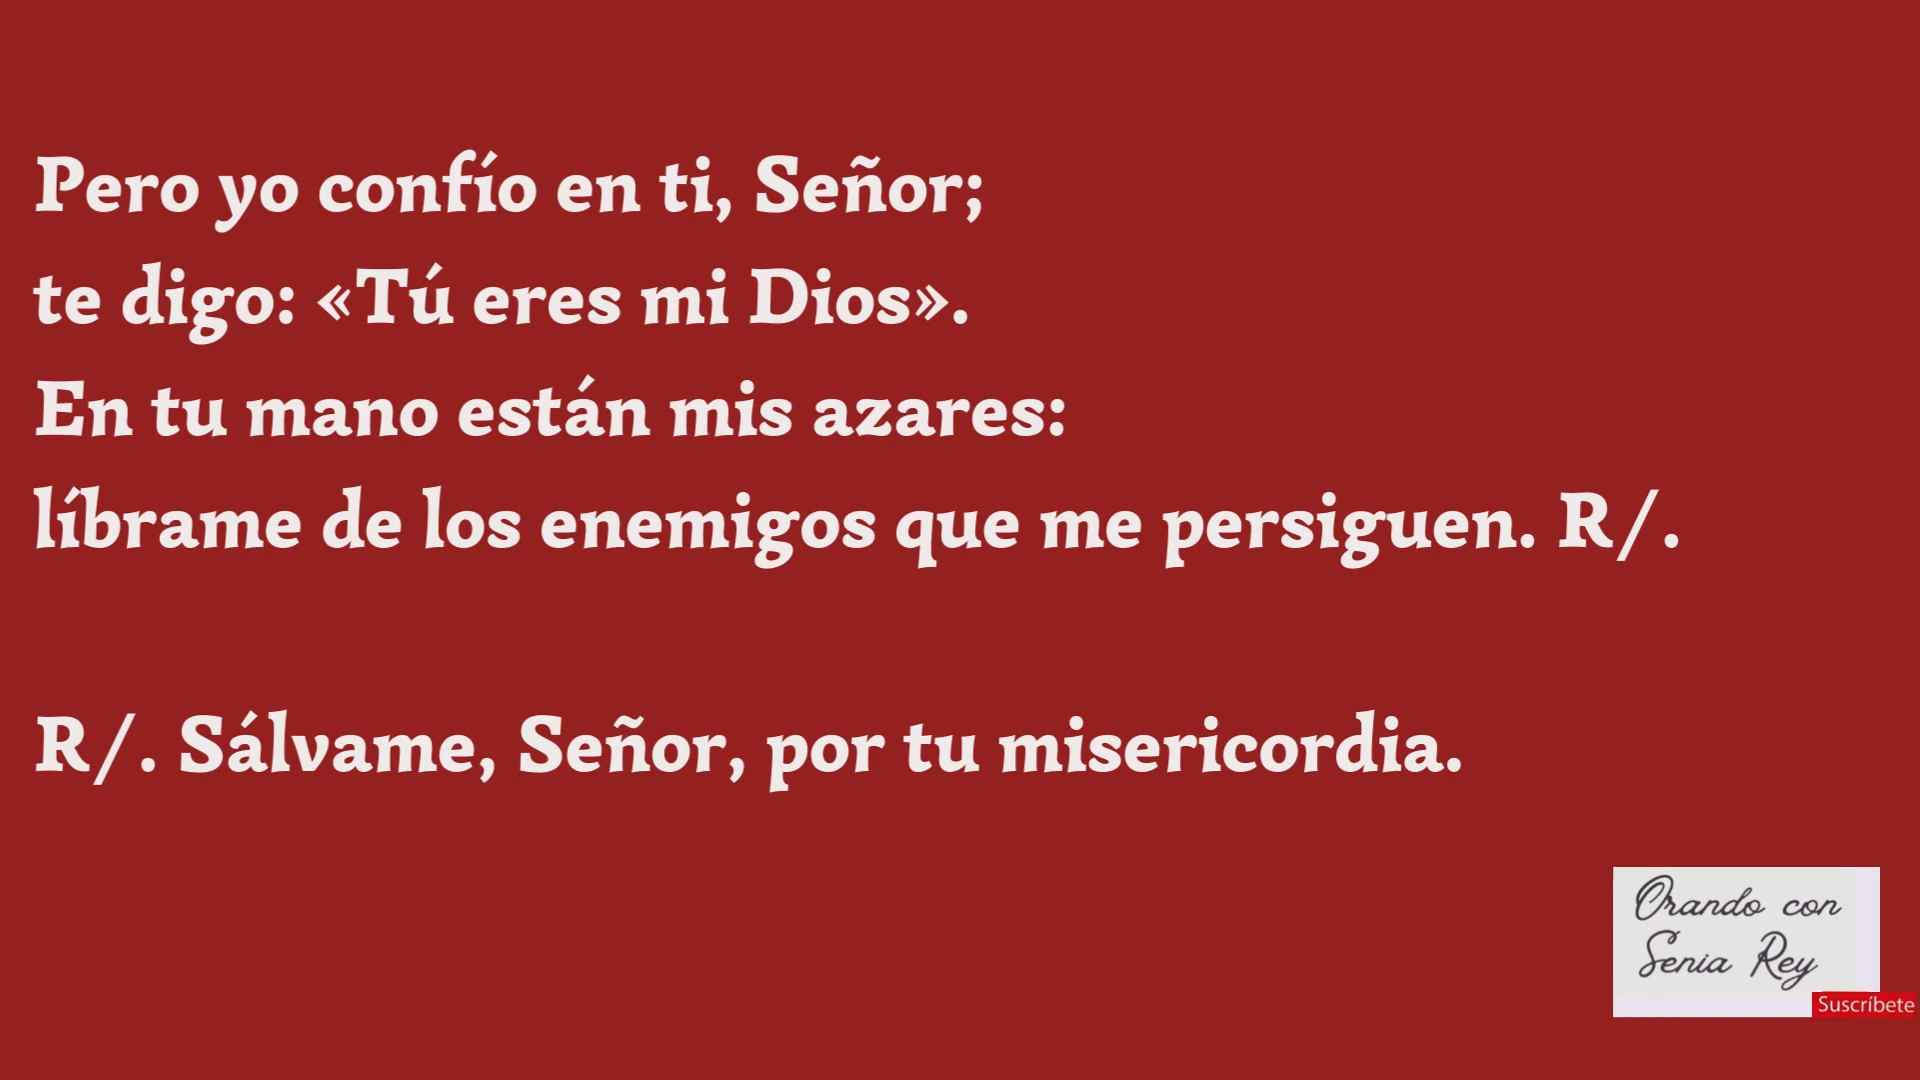 Pero yo confío en ti, Señor;
te digo: «Tú eres mi Dios».
En tu mano están mis azares:
líbrame de los enemigos que me persiguen. R/.
R/. Sálvame, Señor, por tu misericordia.
Orando con
Senia Rey
Suscríbete